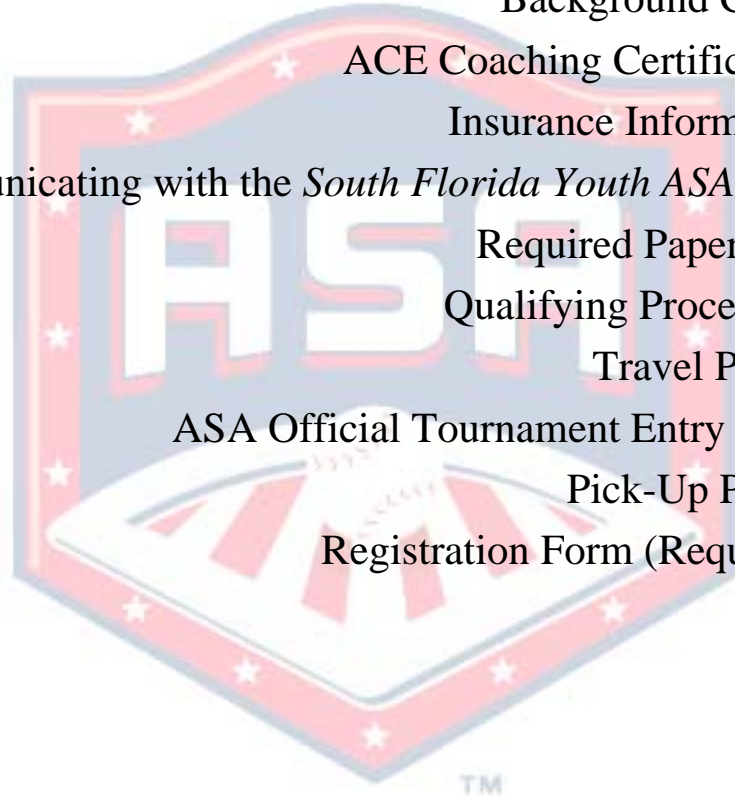 Background
ACE Coaching Certific
Insurance Inform
nicating with the South Florida Youth ASA
Required Paper
Qualifying Proce
Travel P
ASA Official Tournament Entry
Pick-Up P
Registration Form (Requ
ASA
TM